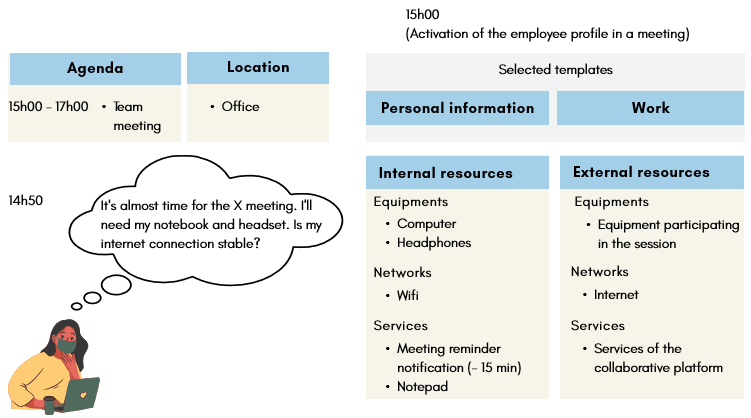 15h00
(Activation of the employee profile in a meeting)
Agenda
Location
15h00 – 17h00
• Team
meeting
• Office
Selected templates
Personal information
Work
14h50
It's almost time for the X meeting. I'll
need my notebook and headset. Is my
internet connection stable?
Internal resources
Equipments
• Computer
• Headphones
Networks
• Wifi
Services
• Meeting reminder
notification (- 15 min)
• Notepad
External resources
Equipments
• Equipment participating
in the session
Networks
• Internet
Services
• Services of the
collaborative platform